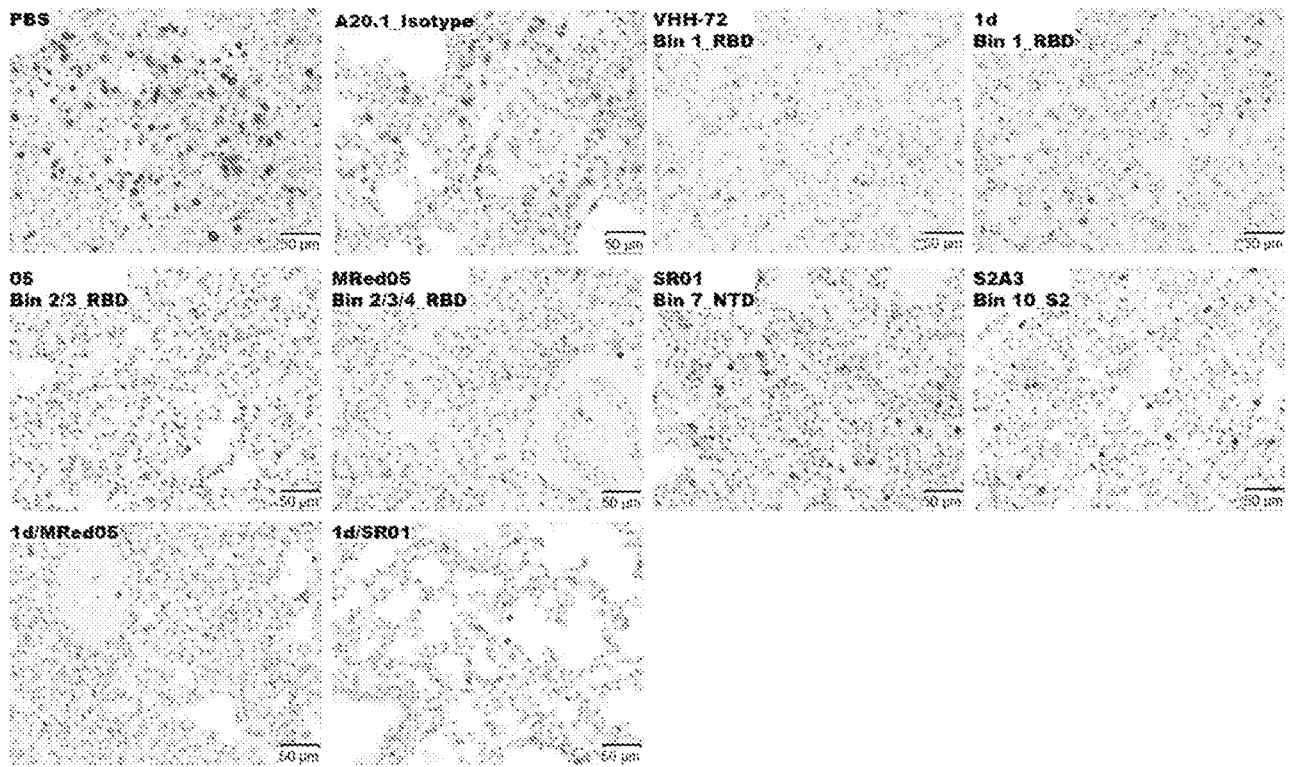 PBS
50 µm
A20.1_Isotype
50 µm
VHH-72
Bin 1_RBD
50 µm
1d
Bin 1_RBD
50 µm
05
Bin 2/3_RBD
50 µm
MRed05
Bin 2/3/4_RBD
50 µm
SR01
Bin 7_NTD
50 µm
S2A3
Bin 10_S2
50 µm
1d/MRed05
50 µm
1d/SR01
50 µm